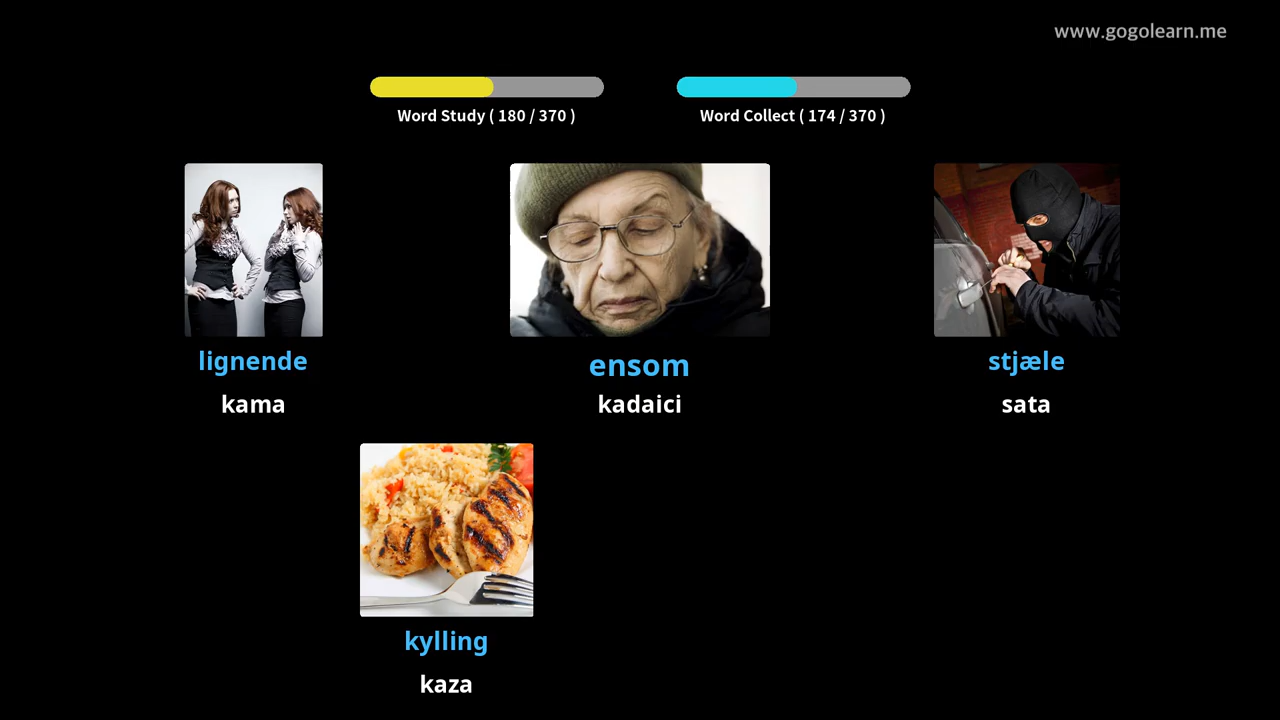 www.gogolearn.me
Word Study ( 180 / 370 )
Word Collect ( 174 / 370 )
lignende
kama
ensom
kadaici
stjæle
sata
kylling
kaza